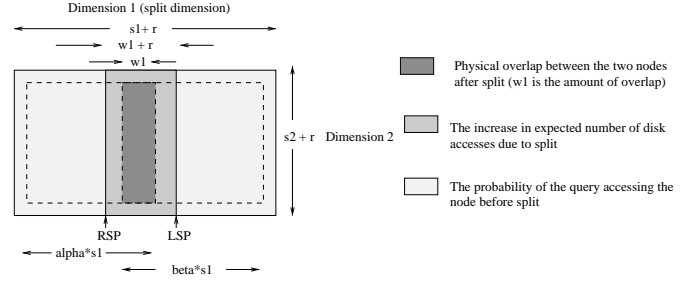 Dimension 1 (split dimension)
s1+ r
w1 + r
w1
s2 + r Dimension 2
RSP LSP
alpha*s1
beta*s1
Physical overlap between the two nodes
after split (w1 is the amount of overlap)
The increase in expected number of disk
accesses due to split
The probability of the query accessing the
node before split